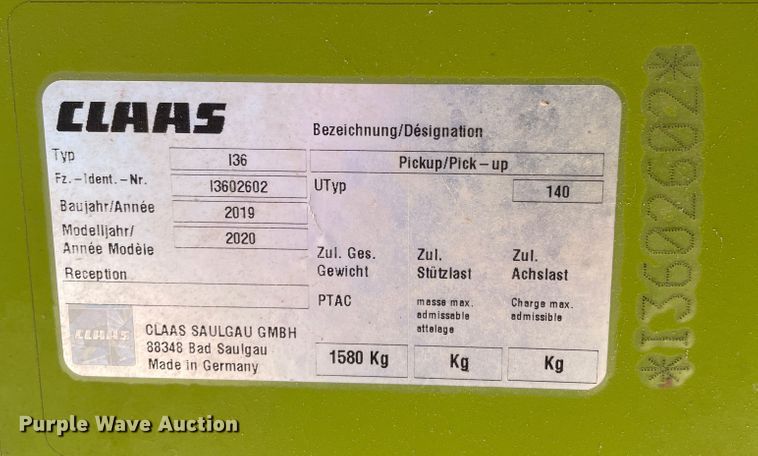 CLAAS
Bezeichnung/Désignation
Typ I36 Pickup/Pick-up
Fz.-Ident.-Nr. I3602602 UTyp 140
Baujahr/Année 2019
Modelljahr/
Année Modèle 2020
Reception
Zul. Ges.
Gewicht
PTAC
1580 Kg
Zul.
Stützlast
masse max.
admissable
attelage
Kg
Zul.
Achslast
Charge max.
admissible
Kg
CLAAS
CLAAS SAULGAU GMBH
88348 Bad Saulgau
Made in Germany
*I3602602*
Purple Wave Auction